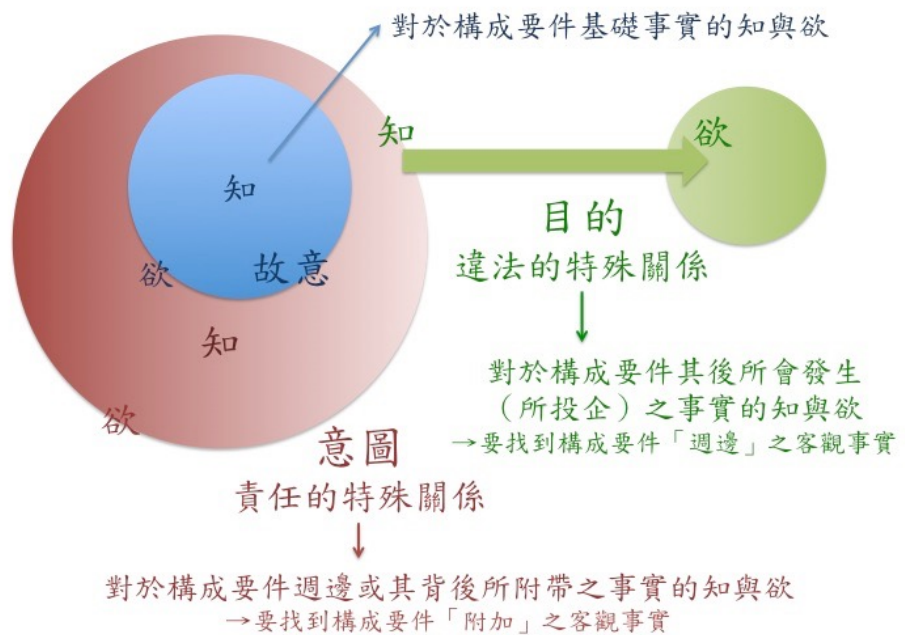 對於構成要件基礎事實的知與欲
知
欲
知
欲
故意
目的
違法的特殊關係
知
對於構成要件其後所會發生
（所投企）之事實的知與欲
→要找到構成要件「週邊」之客觀事實
欲
意圖
責任的特殊關係
對於構成要件週邊或其背後所附帶之事實的知與欲
→要找到構成要件「附加」之客觀事實